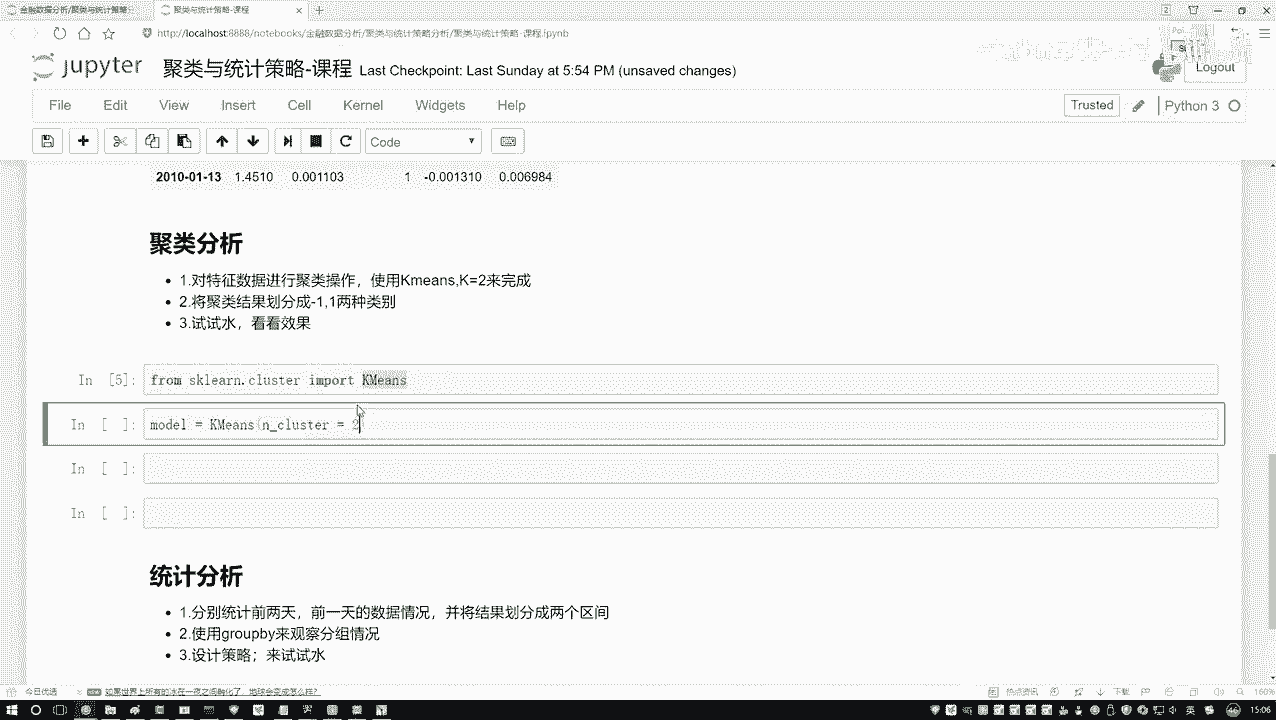 金融数据分析/聚类与统计策略...
聚类与统计策略-课程
http://localhost:8888/notebooks/金融数据分析/聚类与统计策略分析/聚类与统计策略-课程.ipynb
jupyter 聚类与统计策略-课程 Last Checkpoint: Last Sunday at 5:54 PM (unsaved changes)
Logout
File Edit View Insert Cell Kernel Widgets Help
Trusted Python 3
Code
2010-01-13 1.4510 0.001103 1 -0.001310 0.006984
聚类分析
1.对特征数据进行聚类操作，使用Kmeans,K=2来完成
2.将聚类结果划分成-1,1两种类别
3.试试水，看看效果
In [5]: from sklearn.cluster import KMeans
In [ ]: model = KMeans(n_cluster = 2)
In [ ]:
In [ ]:
统计分析
1.分别统计前两天，前一天的数据情况，并将结果划分成两个区间
2.使用groupby来观察分组情况
3.设计策略；来试试水
今日优选
如果世界上所有的冰在一夜之间融化了，地球会变成怎么样?
热点资讯
下载
160%
15:06